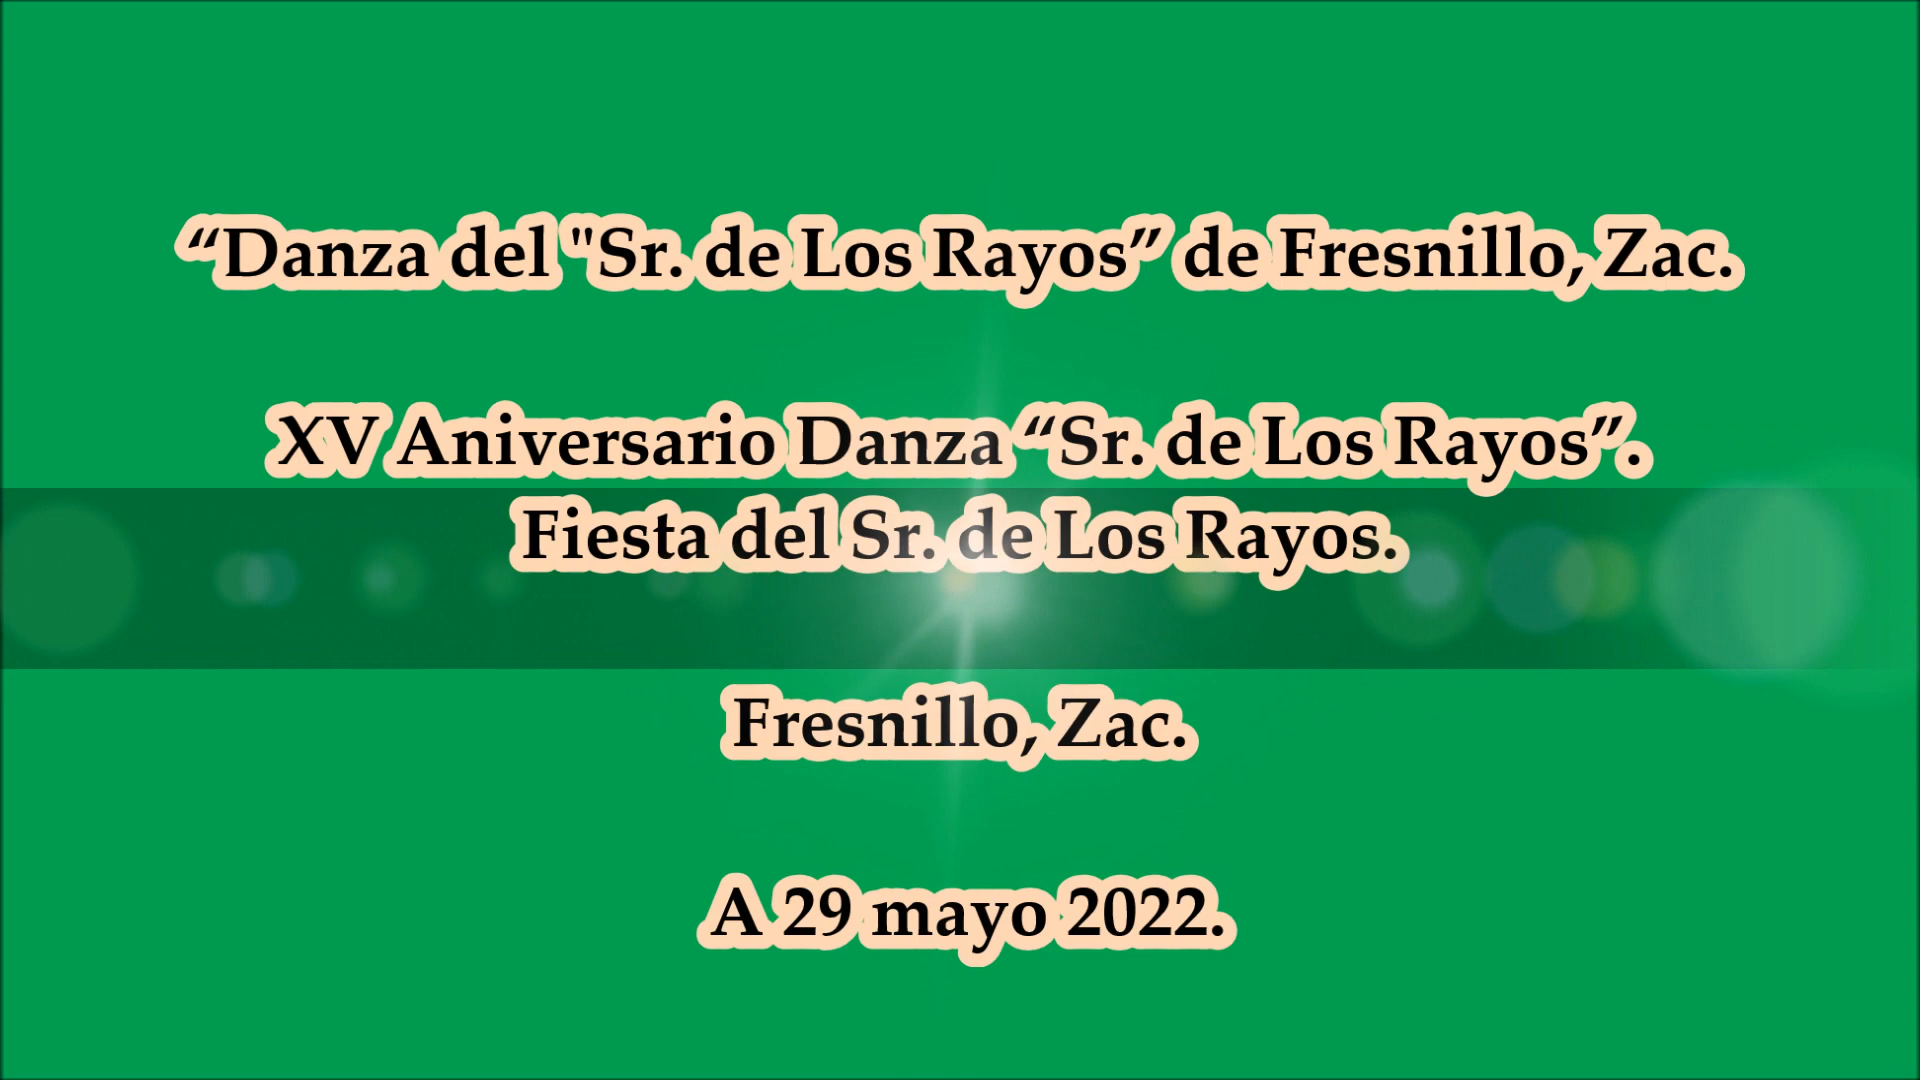 “Danza del "Sr. de Los Rayos” de Fresnillo, Zac.
XV Aniversario Danza “Sr. de Los Rayos”.
Fiesta del Sr. de Los Rayos.
Fresnillo, Zac.
A 29 mayo 2022.